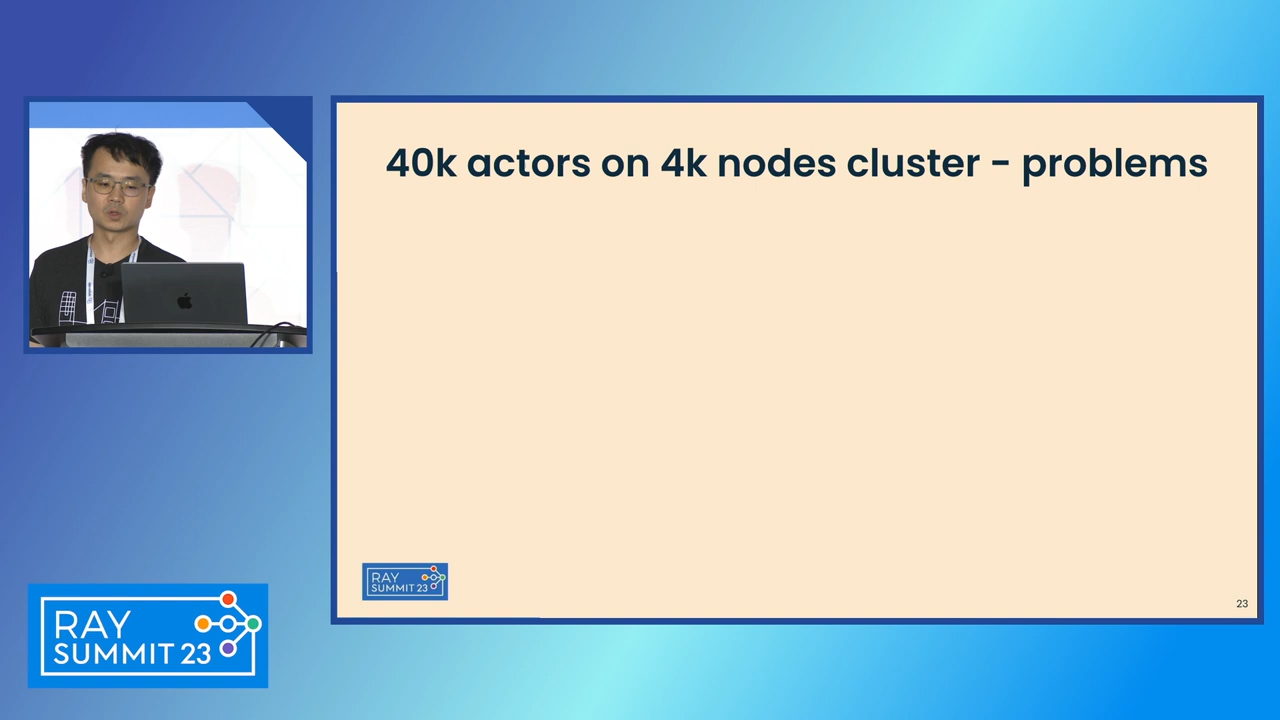 40k actors on 4k nodes cluster - problems
RAY
SUMMIT 23
23
RAY
SUMMIT 23